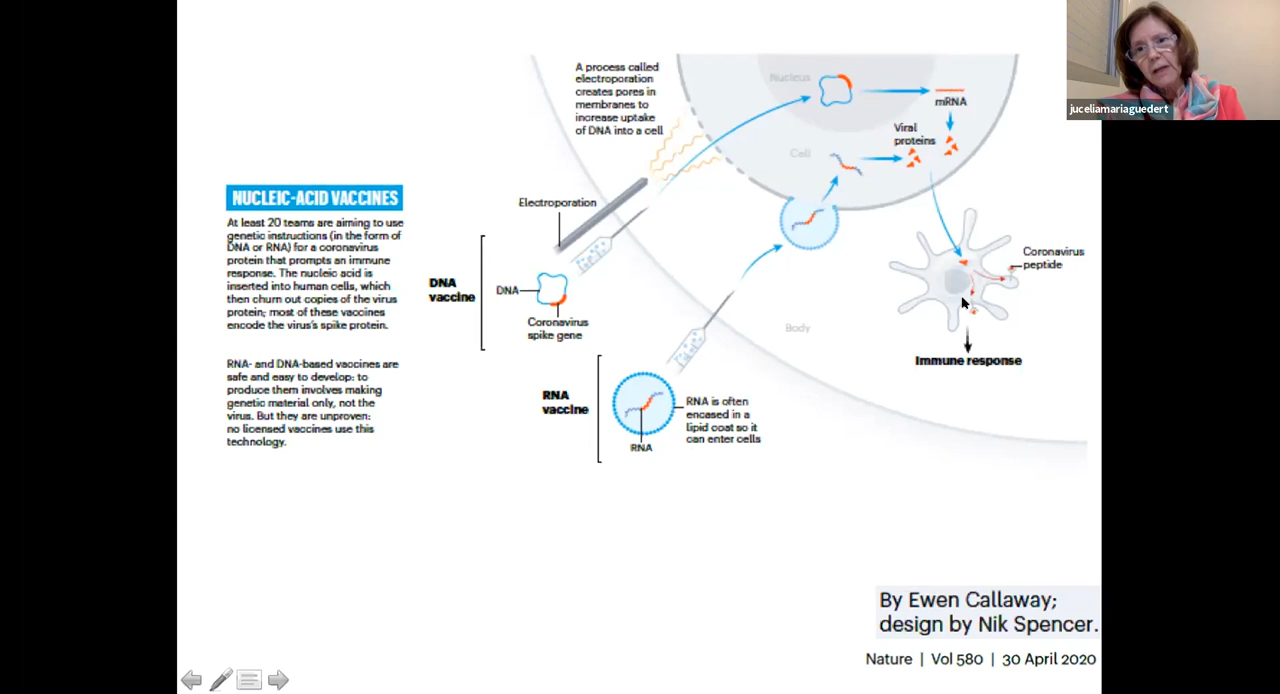 juceliamariaguedert
A process called
electroporation
creates pores in
membranes to
increase uptake
of DNA into a cell
Nucleus
mRNA
Viral
proteins
Cell
NUCLEIC-ACID VACCINES
At least 20 teams are aiming to use
genetic instructions (in the form of
DNA or RNA) for a coronavirus
protein that prompts an immune
response. The nucleic acid is
inserted into human cells, which
then churn out copies of the virus
protein; most of these vaccines
encode the virus's spike protein.
RNA- and DNA-based vaccines are
safe and easy to develop: to
produce them involves making
genetic material only, not the
virus. But they are unproven:
no licensed vaccines use this
technology.
Electroporation
DNA
vaccine
DNA
Coronavirus
spike gene
Coronavirus
peptide
Body
Immune response
RNA
vaccine
RNA is often
encased in a
lipid coat so it
can enter cells
RNA
By Ewen Callaway;
design by Nik Spencer.
Nature | Vol 580 | 30 April 2020